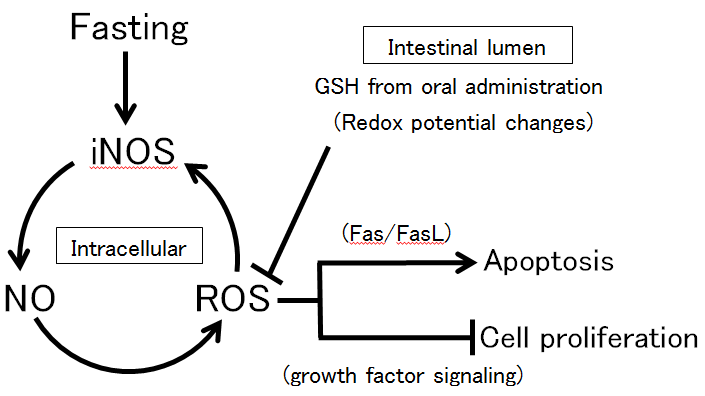 Fasting
Intestinal lumen
GSH from oral administration
(Redox potential changes)
iNOS
(Fas/FasL)
Intracellular
Apoptosis
NO
ROS
Cell proliferation
(growth factor signaling)